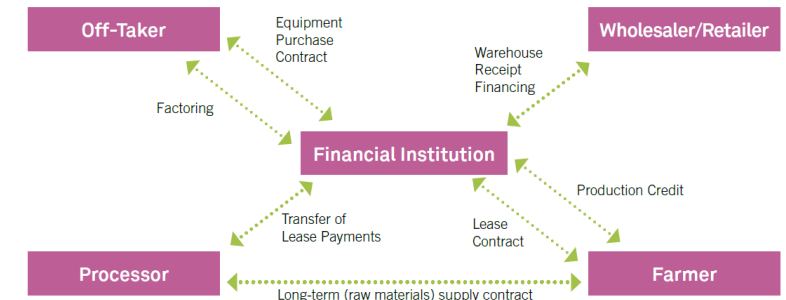 Off-Taker
Equipment
Purchase
Contract
Wholesaler/Retailer
Warehouse
Receipt
Financing
Factoring
Financial Institution
Production Credit
Transfer of
Lease Payments
Lease
Contract
Processor
Farmer
Long-term (raw materials) supply contract